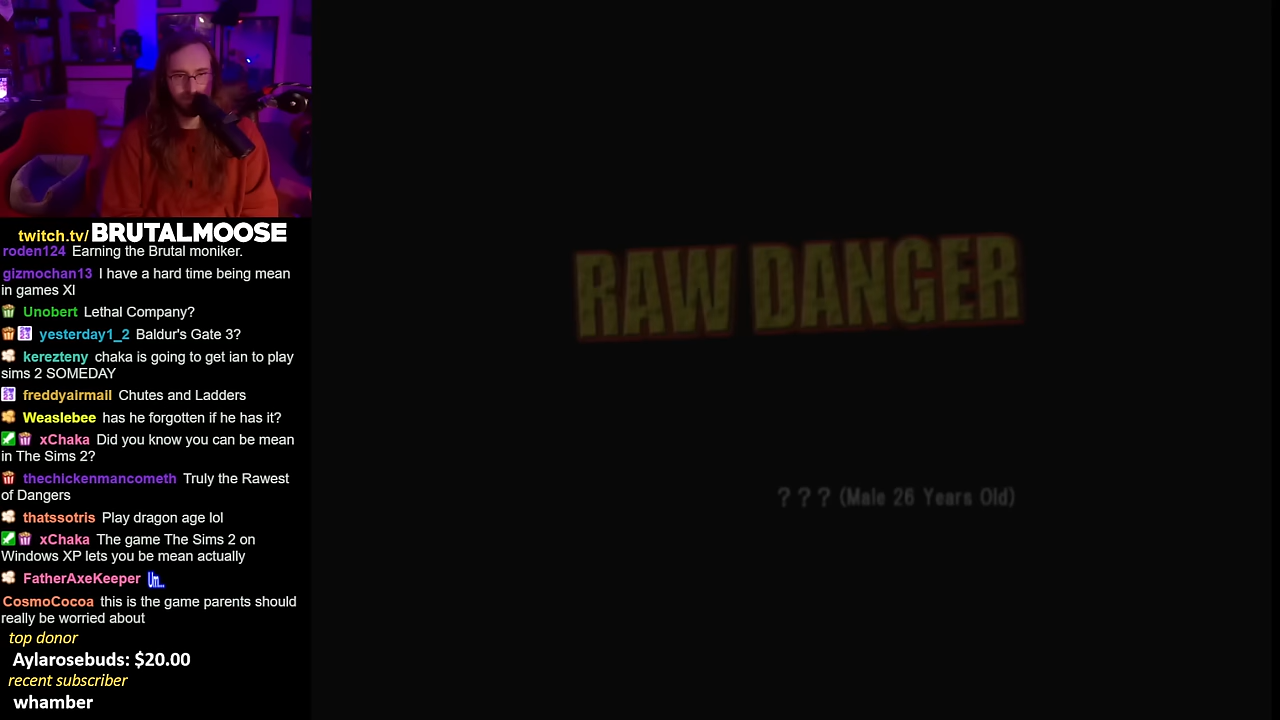 twitch.tv/BRUTALMOOSE
roden124 Earning the Brutal moniker.
gizmochan13 I have a hard time being mean
in games Xl
Unobert Lethal Company?
yesterday1_2 Baldur's Gate 3?
kerezteny chaka is going to get ian to play
sims 2 SOMEDAY
freddyairmail Chutes and Ladders
Weaslebee has he forgotten if he has it?
xChaka Did you know you can be mean
in The Sims 2?
thechickenmancometh Truly the Rawest
of Dangers
thatssotris Play dragon age lol
xChaka The game The Sims 2 on
Windows XP lets you be mean actually
FatherAxeKeeper Um...
CosmoCocoa this is the game parents should
really be worried about
top donor
Aylarosebuds: $20.00
recent subscriber
whamber
RAW DANGER
? ? ? (Male 26 Years Old)